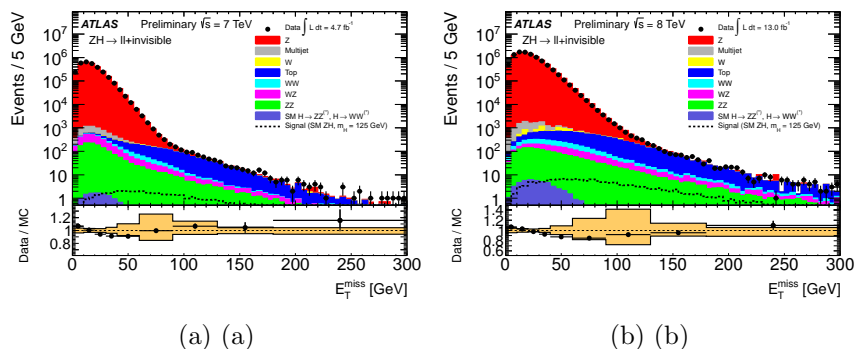 ATLAS Preliminary √s = 7 TeV
ZH → ll+invisible
Data ∫ L dt = 4.7 fb⁻¹
Z
Multijet
W
Top
WW
WZ
ZZ
SM H→ZZ(*), H→WW(*)
Signal (SM ZH, m_H = 125 GeV)
Events / 5 GeV
10⁹
10⁸
10⁷
10⁶
10⁵
10⁴
10³
10²
10
1
Data / MC
1.2
1
0.8
0 50 100 150 200 250 300
E_T^miss [GeV]
(a) (a)
ATLAS Preliminary √s = 8 TeV
ZH → ll+invisible
Data ∫ L dt = 13.0 fb⁻¹
Z
Multijet
W
Top
WW
WZ
ZZ
SM H→ZZ(*), H→WW(*)
Signal (SM ZH, m_H = 125 GeV)
Events / 5 GeV
10⁹
10⁸
10⁷
10⁶
10⁵
10⁴
10³
10²
10
1
Data / MC
1.4
1.2
1
0.8
0.6
0 50 100 150 200 250 300
E_T^miss [GeV]
(b) (b)